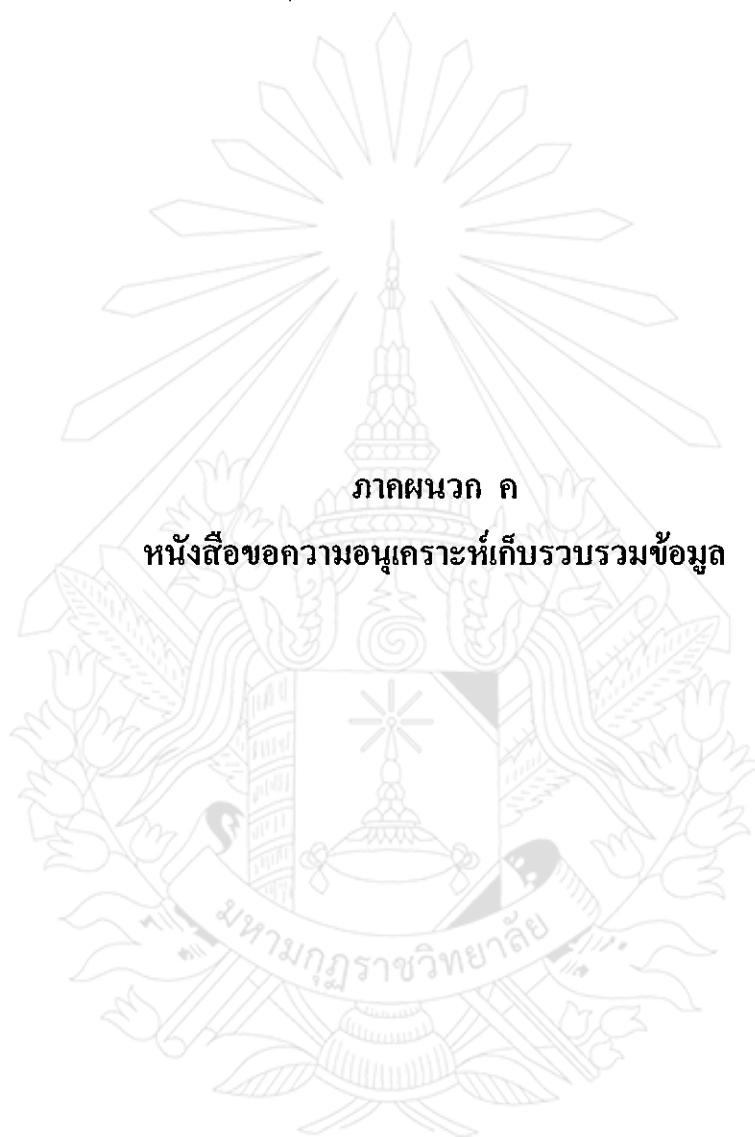 ภาคผนวก ค
หนังสือขอความอนุเคราะห์เก็บรวบรวมข้อมูล
มหามกุฏราชวิทยาลัย